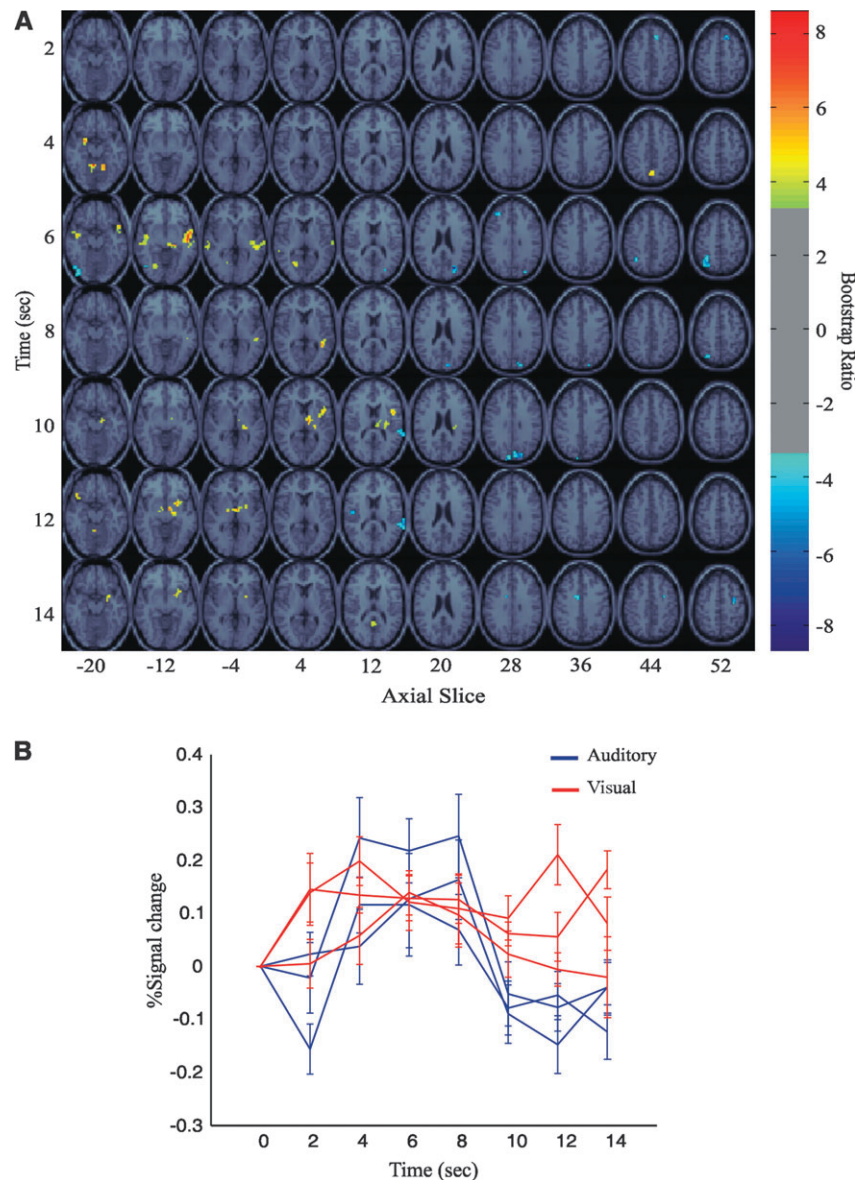 A
2
4
6
8
10
12
14
Time (sec)
-20 -12 -4 4 12 20 28 36 44 52
Axial Slice
8
6
4
2
0
-2
-4
-6
-8
Bootstrap Ratio
B
0.4
0.3
0.2
0.1
0
-0.1
-0.2
-0.3
%Signal change
Auditory
Visual
0 2 4 6 8 10 12 14
Time (sec)